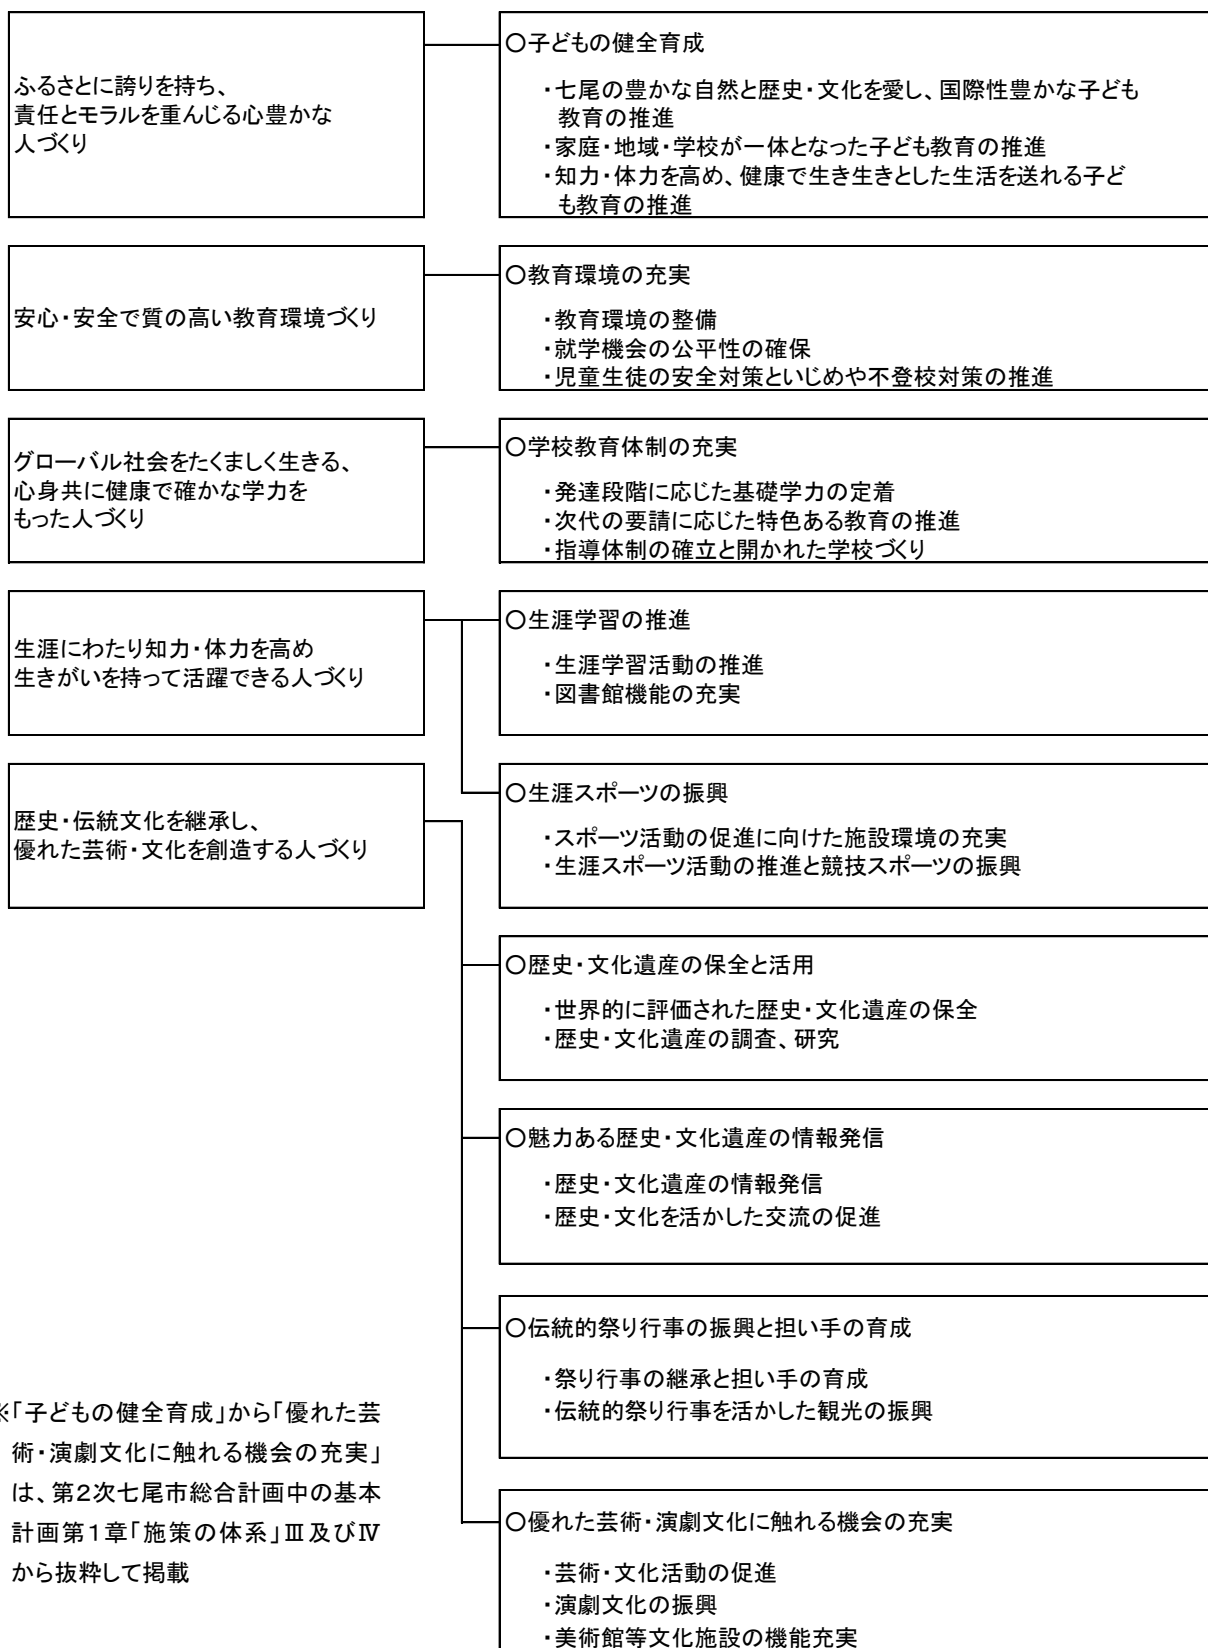 ふるさとに誇りを持ち、
責任とモラルを重んじる心豊かな
人づくり
○子どもの健全育成
・七尾の豊かな自然と歴史・文化を愛し、国際性豊かな子ども
教育の推進
・家庭・地域・学校が一体となった子ども教育の推進
・知力・体力を高め、健康で生き生きとした生活を送れる子ど
も教育の推進
安心・安全で質の高い教育環境づくり
○教育環境の充実
・教育環境の整備
・就学機会の公平性の確保
・児童生徒の安全対策といじめや不登校対策の推進
グローバル社会をたくましく生きる、
心身共に健康で確かな学力を
もった人づくり
○学校教育体制の充実
・発達段階に応じた基礎学力の定着
・次代の要請に応じた特色ある教育の推進
・指導体制の確立と開かれた学校づくり
生涯にわたり知力・体力を高め
生きがいを持って活躍できる人づくり
○生涯学習の推進
・生涯学習活動の推進
・図書館機能の充実
歴史・伝統文化を継承し、
優れた芸術・文化を創造する人づくり
○生涯スポーツの振興
・スポーツ活動の促進に向けた施設環境の充実
・生涯スポーツ活動の推進と競技スポーツの振興
○歴史・文化遺産の保全と活用
・世界的に評価された歴史・文化遺産の保全
・歴史・文化遺産の調査、研究
○魅力ある歴史・文化遺産の情報発信
・歴史・文化遺産の情報発信
・歴史・文化を活かした交流の促進
○伝統的祭り行事の振興と担い手の育成
・祭り行事の継承と担い手の育成
・伝統的祭り行事を活かした観光の振興
※「子どもの健全育成」から「優れた芸
術・演劇文化に触れる機会の充実」
は、第2次七尾市総合計画中の基本
計画第1章「施策の体系」Ⅲ及びⅣ
から抜粋して掲載
○優れた芸術・演劇文化に触れる機会の充実
・芸術・文化活動の促進
・演劇文化の振興
・美術館等文化施設の機能充実